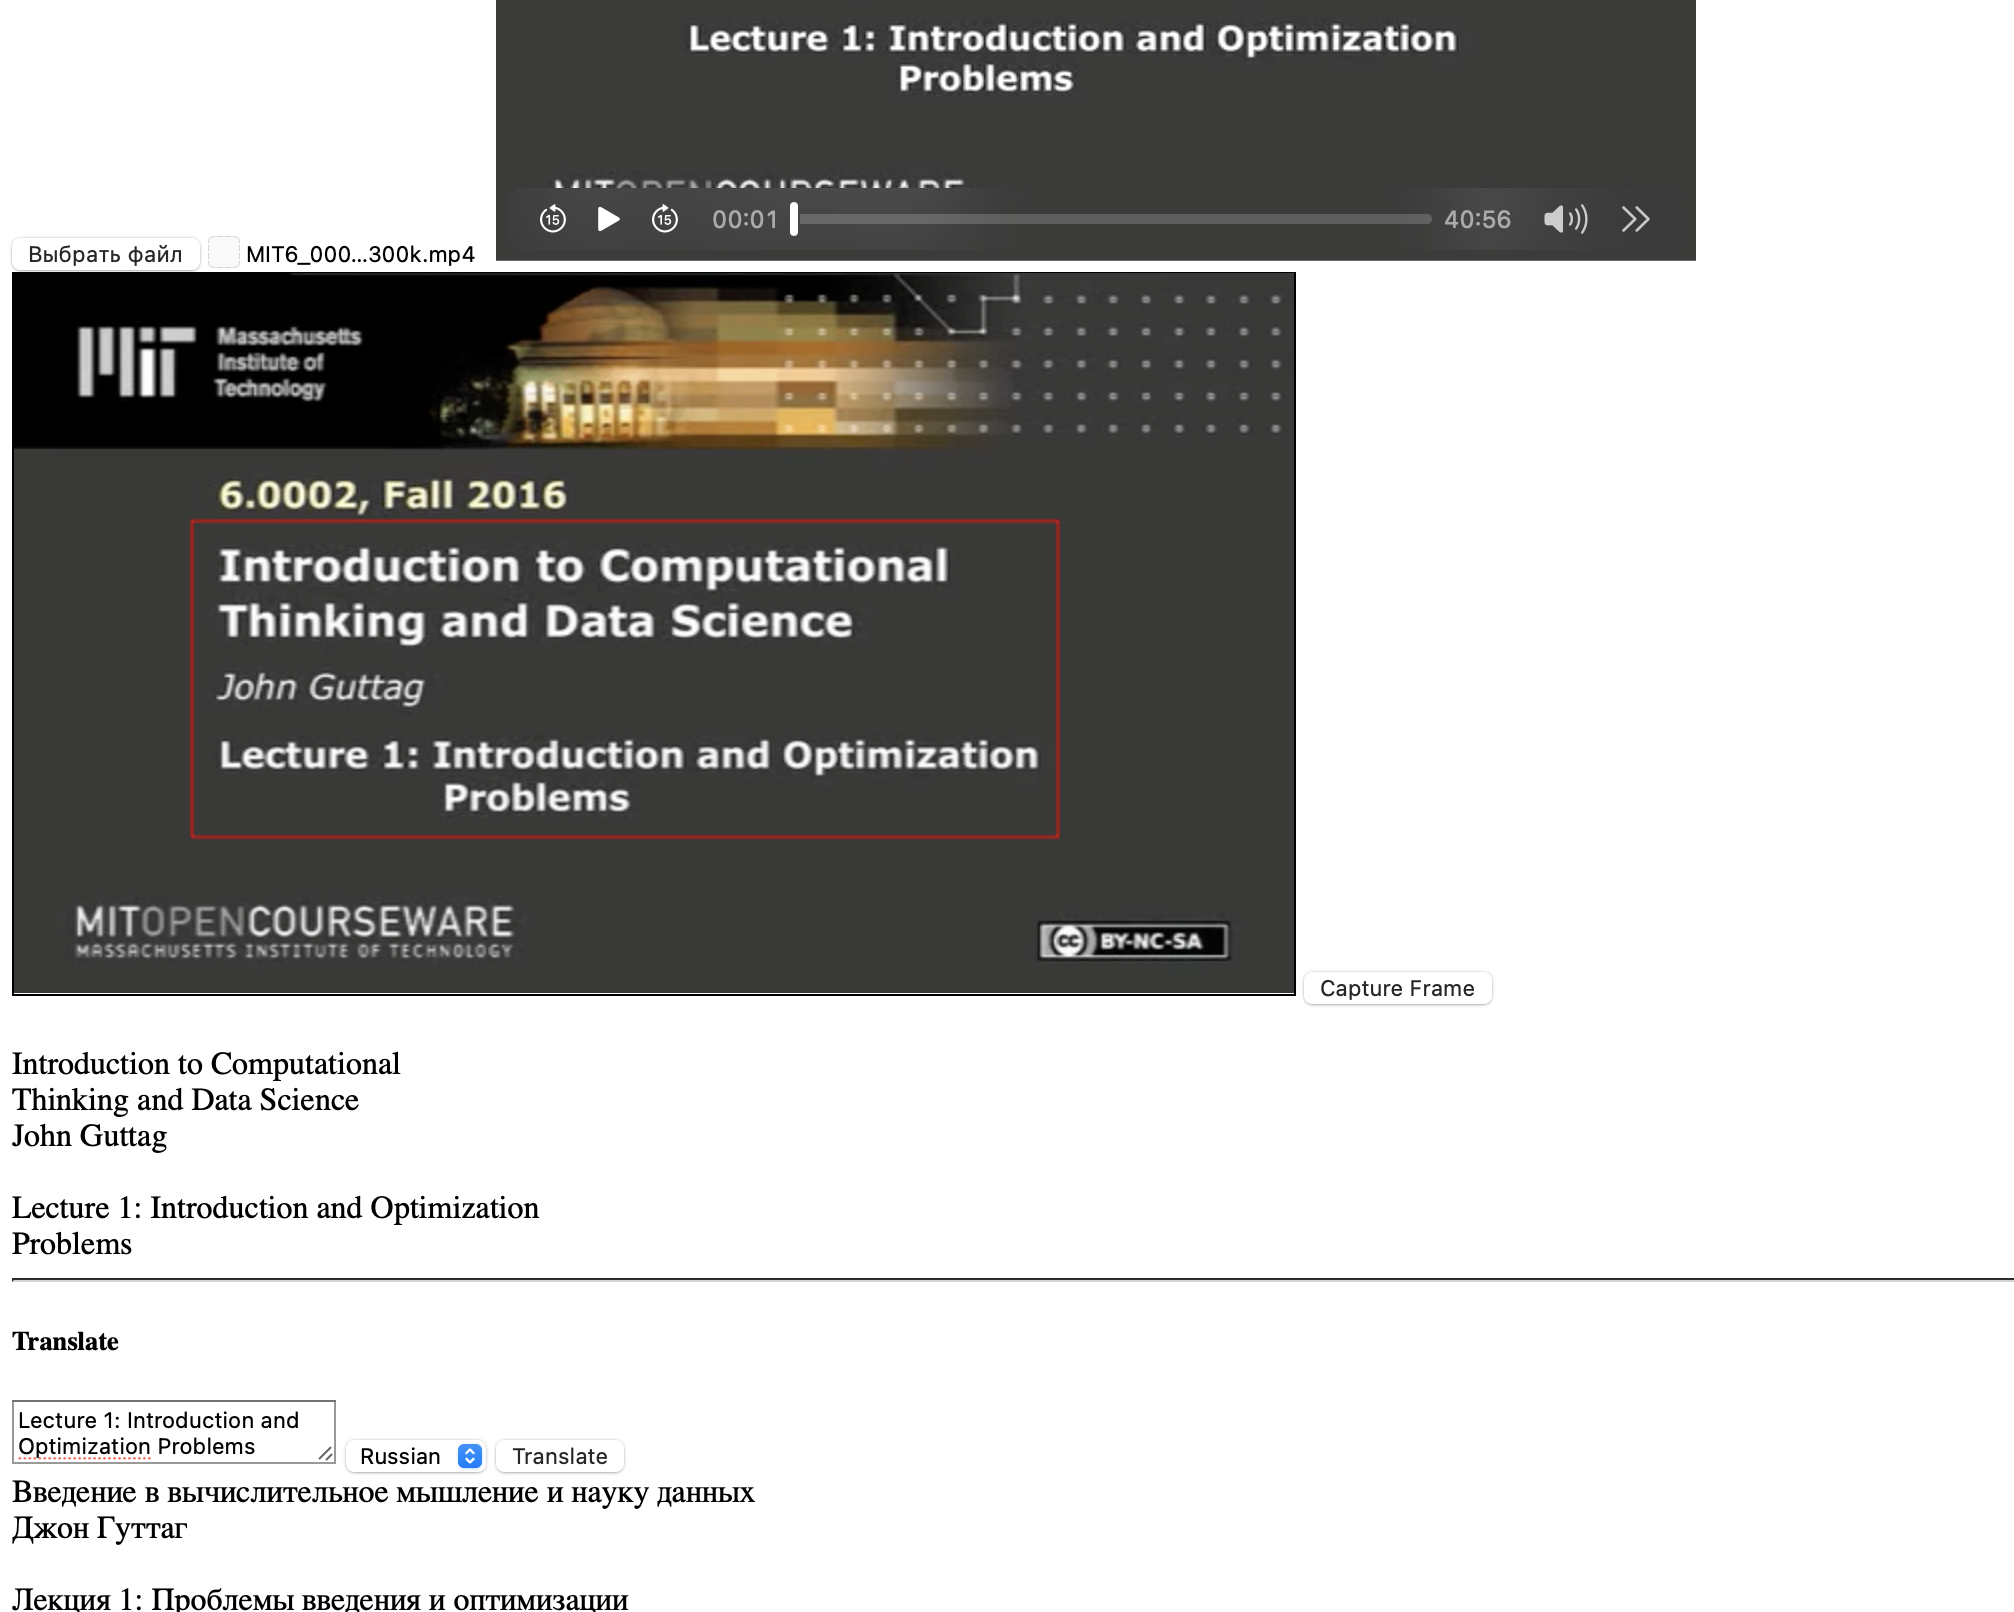 Lecture 1: Introduction and Optimization
Problems
MITOPENCOURSEWARE
15
15
00:01
40:56
Выбрать файл
MIT6_000...300k.mp4
Massachusetts
Institute of
Technology
6.0002, Fall 2016
Introduction to Computational
Thinking and Data Science
John Guttag
Lecture 1: Introduction and Optimization
Problems
MITOPENCOURSEWARE
MASSACHUSETTS INSTITUTE OF TECHNOLOGY
cc BY-NC-SA
Capture Frame
Introduction to Computational
Thinking and Data Science
John Guttag
Lecture 1: Introduction and Optimization
Problems
Translate
Lecture 1: Introduction and
Optimization Problems
Russian
Translate
Введение в вычислительное мышление и науку данных
Джон Гуттаг
Лекция 1: Проблемы введения и оптимизации